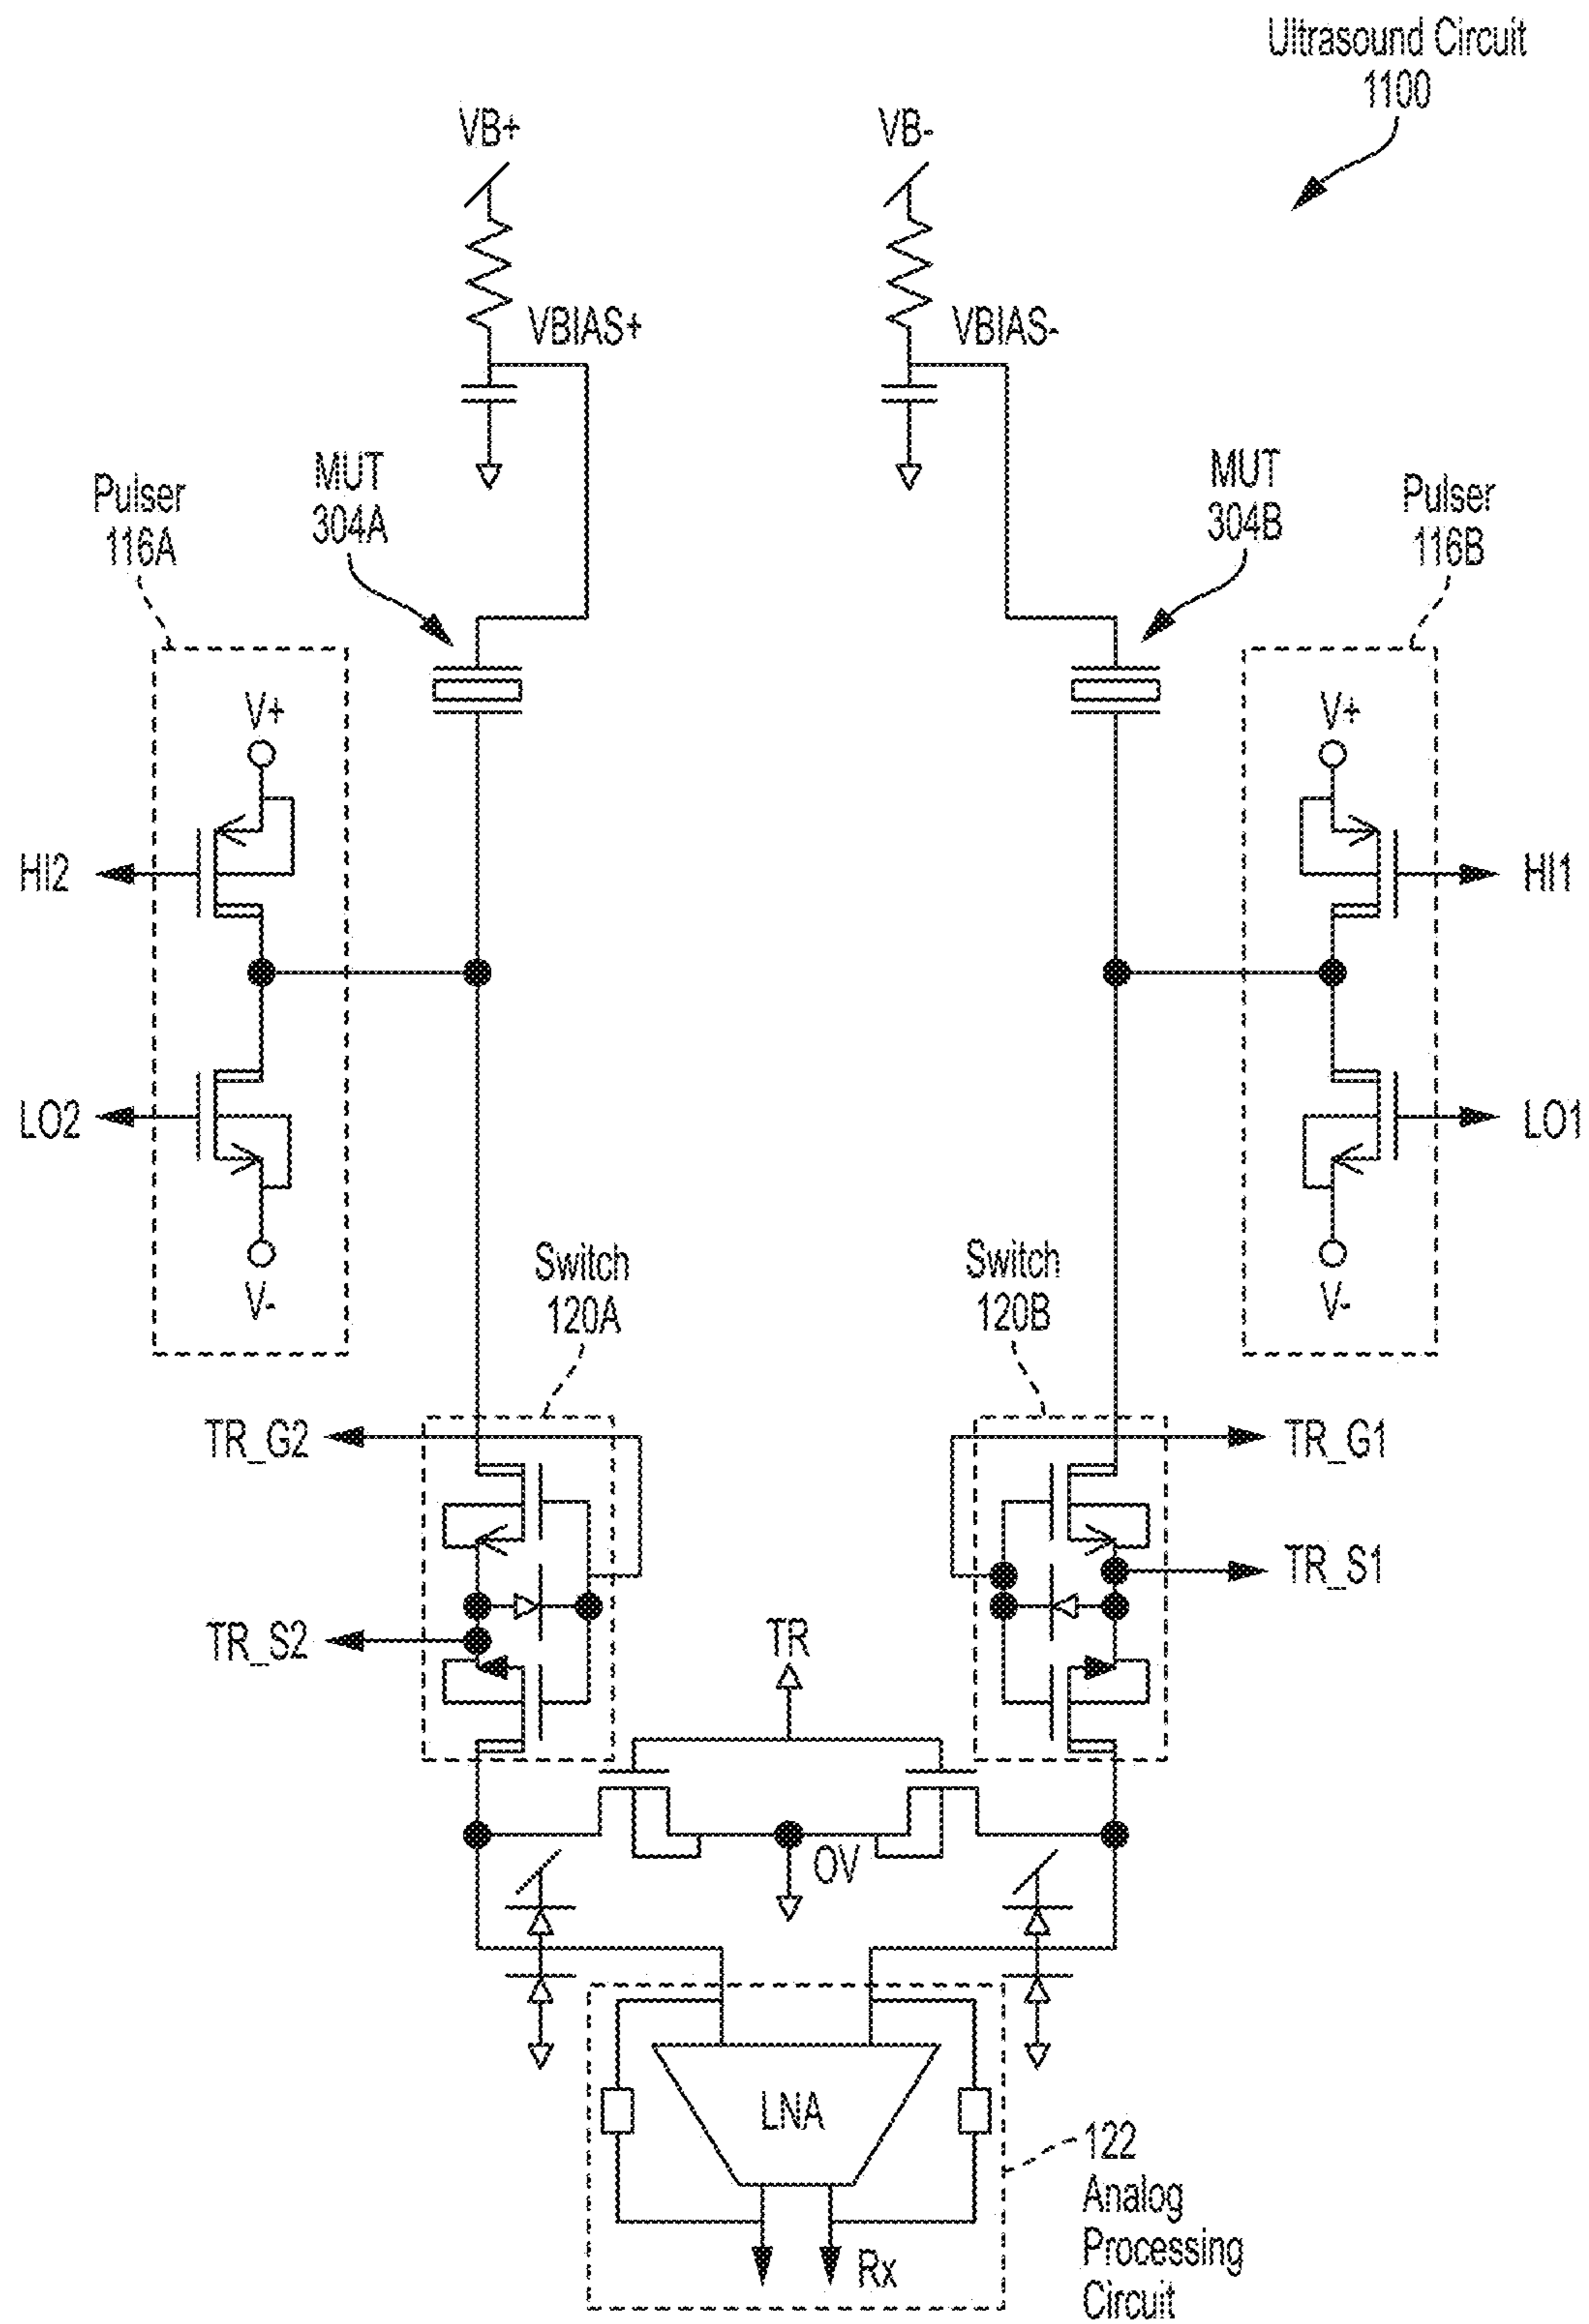 Ultrasound Circuit
1100
VB+
VB-
VBIAS+
VBIAS-
MUT
304A
MUT
304B
Pulser
116A
Pulser
116B
V+
V+
HI2
HI1
LO2
LO1
V-
V-
Switch
120A
Switch
120B
TR_G2
TR_G1
TR_S1
TR_S2
TR
OV
LNA
122
Analog
Processing
Circuit
Rx